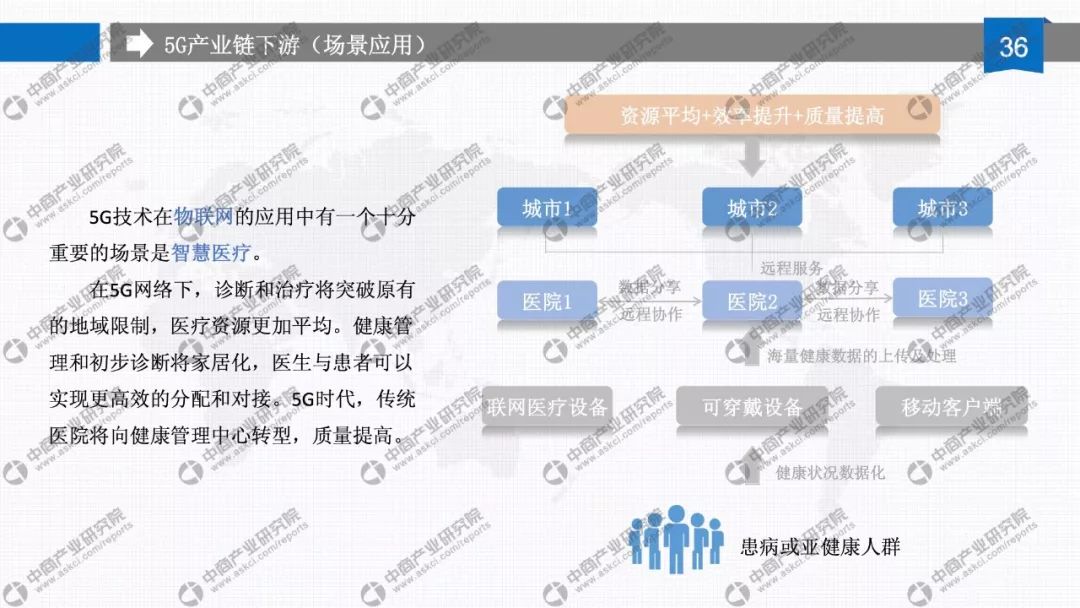 5G产业链下游（场景应用）
36
5G技术在物联网的应用中有一个十分
重要的场景是智慧医疗。
在5G网络下，诊断和治疗将突破原有
的地域限制，医疗资源更加平均。健康管
理和初步诊断将家居化，医生与患者可以
实现更高效的分配和对接。5G时代，传统
医院将向健康管理中心转型，质量提高。
资源平均+效率提升+质量提高
城市1
城市2
城市3
远程服务
医院1
数据分享
远程协作
医院2
数据分享
远程协作
医院3
海量健康数据的上传及处理
联网医疗设备
可穿戴设备
移动客户端
健康状况数据化
患病或亚健康人群
中商产业研究院
www.askci.com/reports